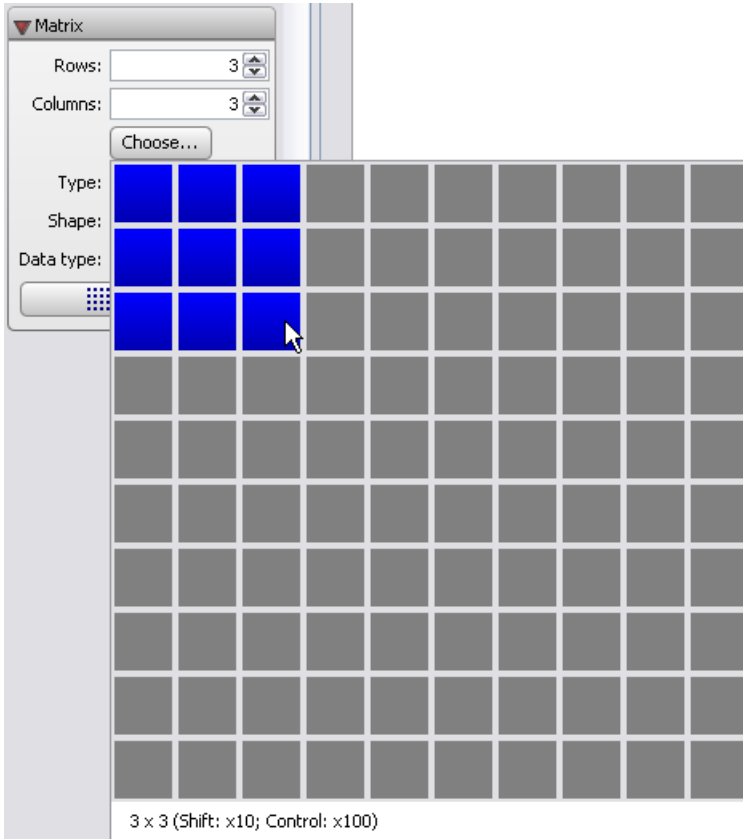 Matrix
Rows: 3
Columns: 3
Choose...
Type:
Shape:
Data type:
3 x 3 (Shift: x10; Control: x100)